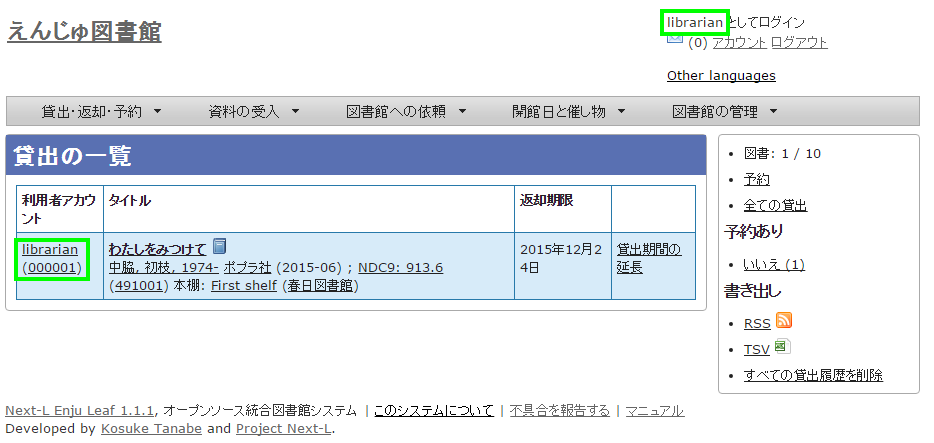 えんじゅ図書館
librarian としてログイン
(0) アカウント ログアウト
Other languages
貸出・返却・予約 ▼ 資料の受入 ▼ 図書館への依頼 ▼ 開館日と催し物 ▼ 図書館の管理 ▼
貸出の一覧
利用者アカウント タイトル 返却期限
librarian
(000001)
わたしをみつけて
中脇, 初枝, 1974- ポプラ社 (2015-06) ; NDC9: 913.6
(491001) 本棚: First shelf (春日図書館)
2015年12月2
4日
貸出期間の
延長
• 図書: 1 / 10
• 予約
• 全ての貸出
予約あり
• いいえ (1)
書き出し
• RSS
• TSV
• すべての貸出履歴を削除
Next-L Enju Leaf 1.1.1, オープンソース統合図書館システム | このシステムについて | 不具合を報告する | マニュアル
Developed by Kosuke Tanabe and Project Next-L.